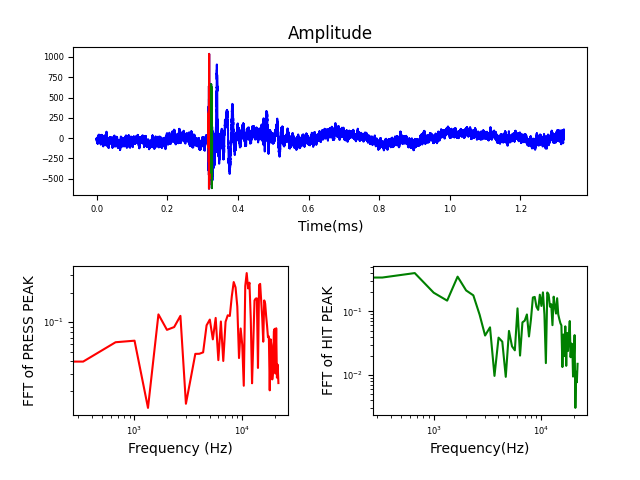 Amplitude
1000
750
500
250
0
−250
−500
0.0 0.2 0.4 0.6 0.8 1.0 1.2
Time(ms)
FFT of PRESS PEAK
10⁻¹
10³ 10⁴
Frequency (Hz)
FFT of HIT PEAK
10⁻¹
10⁻²
10³ 10⁴
Frequency(Hz)